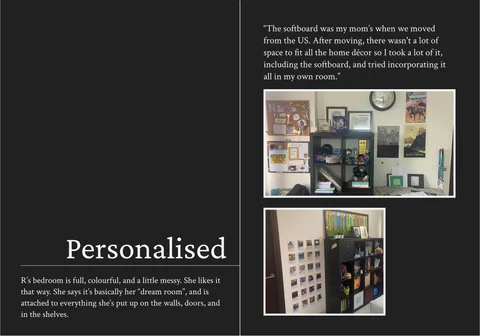 Personalised
R's bedroom is full, colourful, and a little messy. She likes it
that way. She says it's basically her “dream room”, and is
attached to everything she's put up on the walls, doors, and
in the shelves.
“The softboard was my mom's when we moved
from the US. After moving, there wasn't a lot of
space to fit all the home décor so I took a lot of it,
including the softboard, and tried incorporating it
all in my own room.”